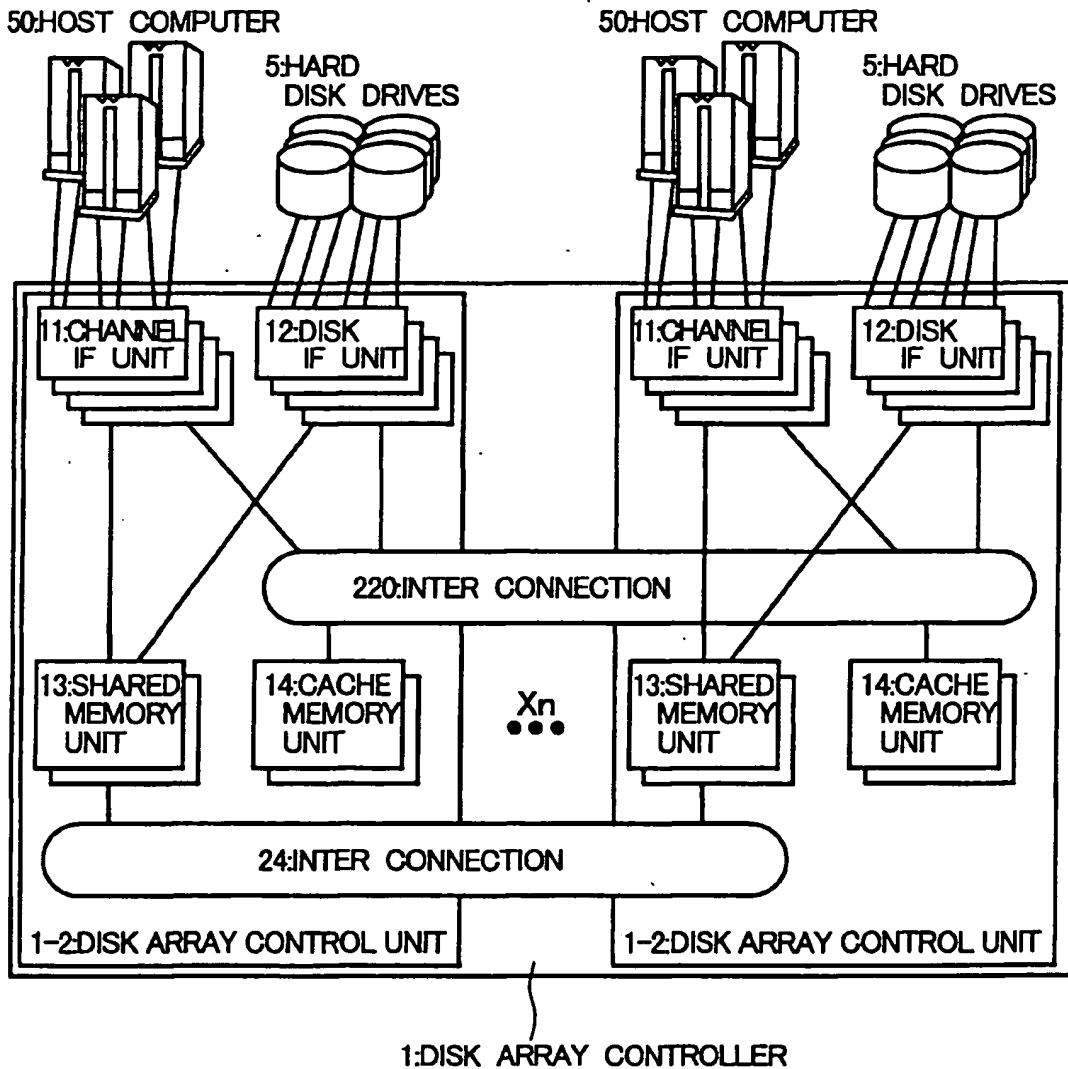 50:HOST COMPUTER
5:HARD
DISK DRIVES
50:HOST COMPUTER
5:HARD
DISK DRIVES
11:CHANNEL
IF UNIT
12:DISK
IF UNIT
11:CHANNEL
IF UNIT
12:DISK
IF UNIT
220:INTER CONNECTION
13:SHARED
MEMORY
UNIT
14:CACHE
MEMORY
UNIT
Xn
13:SHARED
MEMORY
UNIT
14:CACHE
MEMORY
UNIT
24:INTER CONNECTION
1-2:DISK ARRAY CONTROL UNIT
1-2:DISK ARRAY CONTROL UNIT
1:DISK ARRAY CONTROLLER